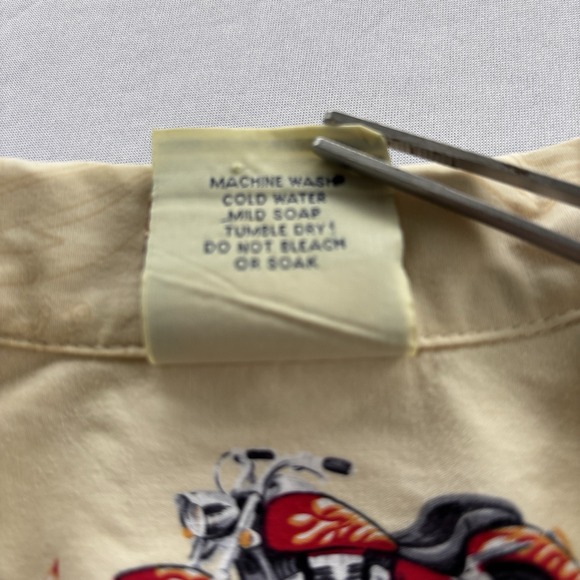 MACHINE WASH
COLD WATER
MILD SOAP
TUMBLE DRY
DO NOT BLEACH
OR SOAK